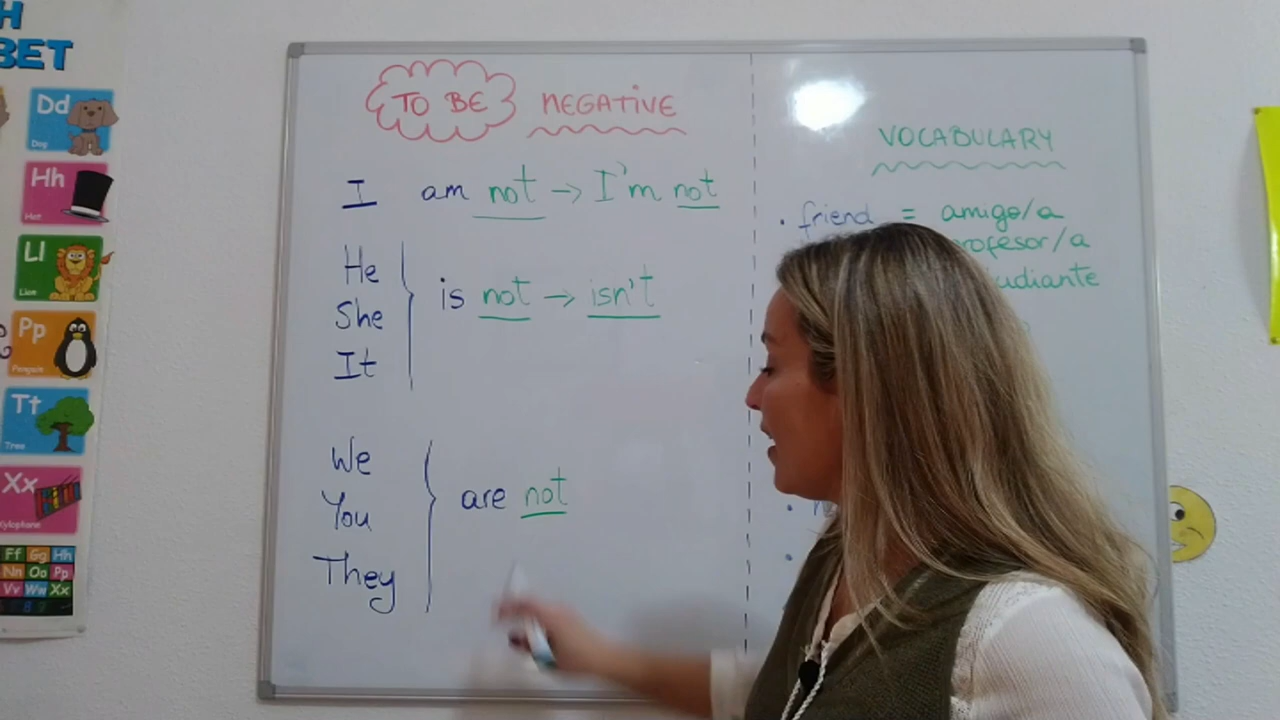 H
BET
Dd
Dog
Hh
Hat
Ll
Lion
Pp
Penguin
Tt
Tree
Xx
Xylophone
Ff Gg Hh
Nn Oo Pp
Vv Ww Xx
TO BE NEGATIVE
I am not → I'm not
He
She
It
is not → isn't
We
You
They
are not
VOCABULARY
· friend = amigo/a
profesor/a
udiante